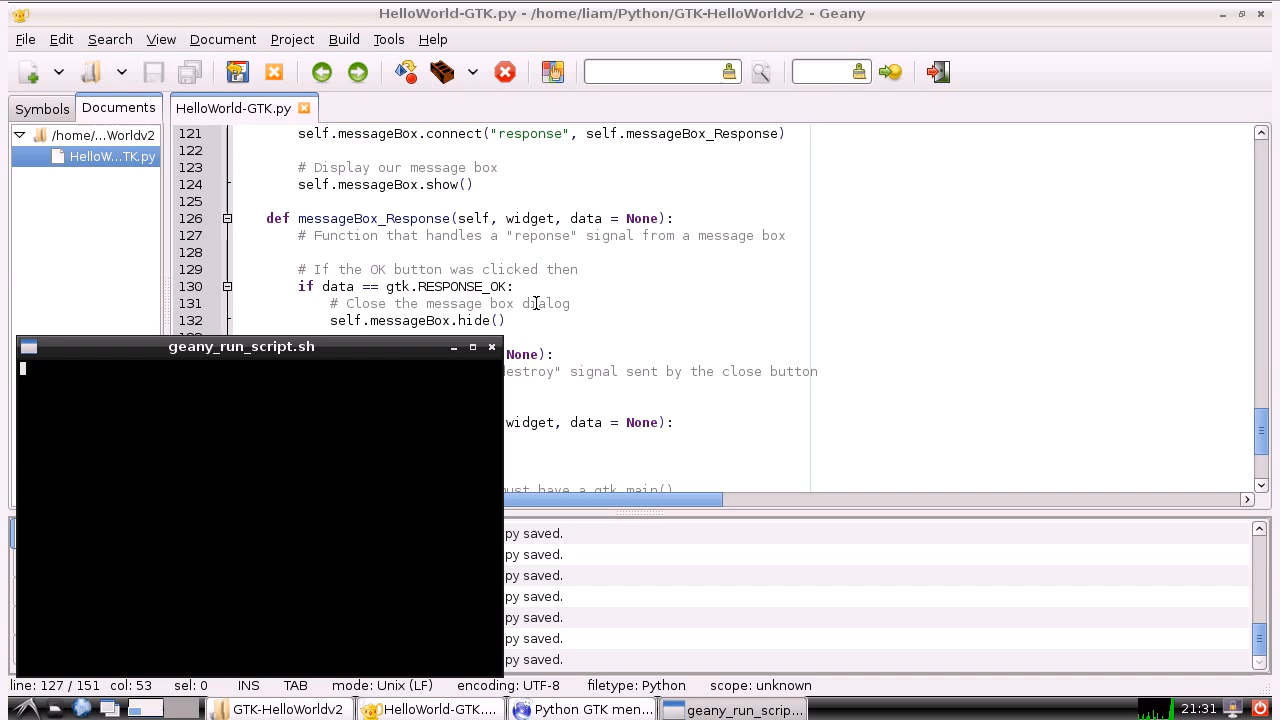 HelloWorld-GTK.py - /home/liam/Python/GTK-HelloWorldv2 - Geany
File Edit Search View Document Project Build Tools Help
Symbols Documents HelloWorld-GTK.py
/home/...Worldv2
HelloW...TK.py
121 self.messageBox.connect("response", self.messageBox_Response)
122
123 # Display our message box
124 self.messageBox.show()
125
126 def messageBox_Response(self, widget, data = None):
127 # Function that handles a "reponse" signal from a message box
128
129 # If the OK button was clicked then
130 if data == gtk.RESPONSE_OK:
131 # Close the message box dialog
132 self.messageBox.hide()
geany_run_script.sh
None):
estroy" signal sent by the close button
widget, data = None):
must have a gtk main()
py saved.
py saved.
py saved.
py saved.
py saved.
py saved.
py saved.
line: 127 / 151 col: 53 sel: 0 INS TAB mode: Unix (LF) encoding: UTF-8 filetype: Python scope: unknown
GTK-HelloWorldv2 HelloWorld-GTK.... Python GTK men... geany_run_scrip... 21:31